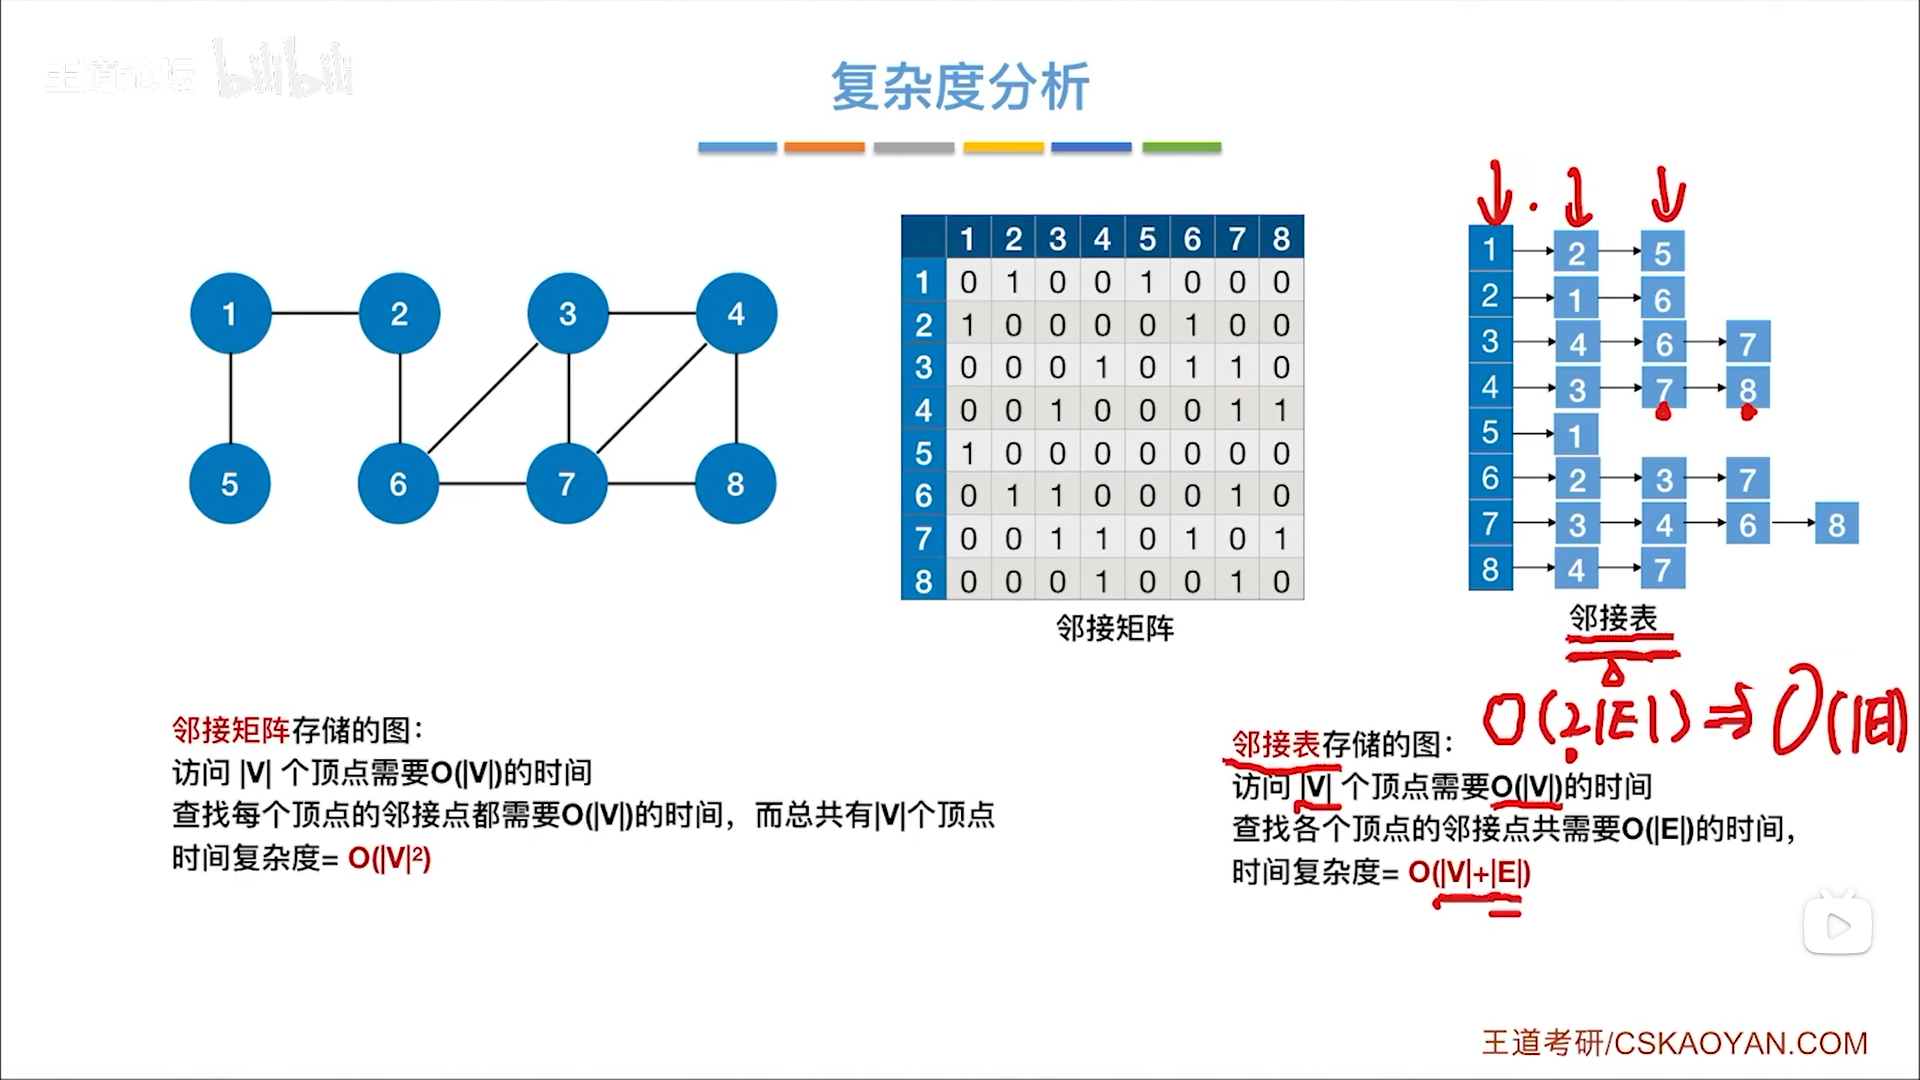 王道论坛 bilibili
复杂度分析
1 2 3 4
5 6 7 8
1 2 3 4 5 6 7 8
1 0 1 0 0 1 0 0 0
2 1 0 0 0 0 1 0 0
3 0 0 0 1 0 1 1 0
4 0 0 1 0 0 0 1 1
5 1 0 0 0 0 0 0 0
6 0 1 1 0 0 0 1 0
7 0 0 1 1 0 1 0 1
8 0 0 0 1 0 0 1 0
邻接矩阵
1 2 5
2 1 6
3 4 6 7
4 3 7 8
5 1
6 2 3 7
7 3 4 6 8
8 4 7
邻接表
O(2|E|) ⇒ O(|E|)
邻接矩阵存储的图：
访问 |V| 个顶点需要O(|V|)的时间
查找每个顶点的邻接点都需要O(|V|)的时间，而总共有|V|个顶点
时间复杂度= O(|V|²)
邻接表存储的图：
访问 |V| 个顶点需要O(|V|)的时间
查找各个顶点的邻接点共需要O(|E|)的时间，
时间复杂度= O(|V|+|E|)
王道考研/CSKAOYAN.COM